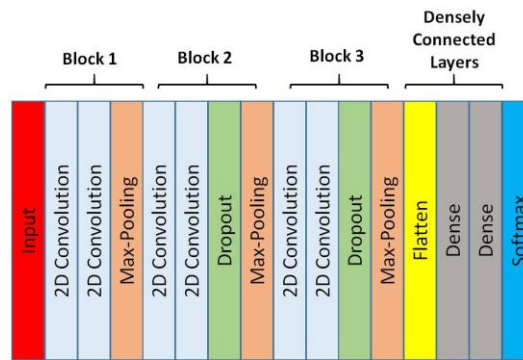 Block 1
Block 2
Block 3
Densely
Connected
Layers
Input
2D Convolution
2D Convolution
Max-Pooling
2D Convolution
2D Convolution
Dropout
Max-Pooling
2D Convolution
2D Convolution
Dropout
Max-Pooling
Flatten
Dense
Dense
Softmax